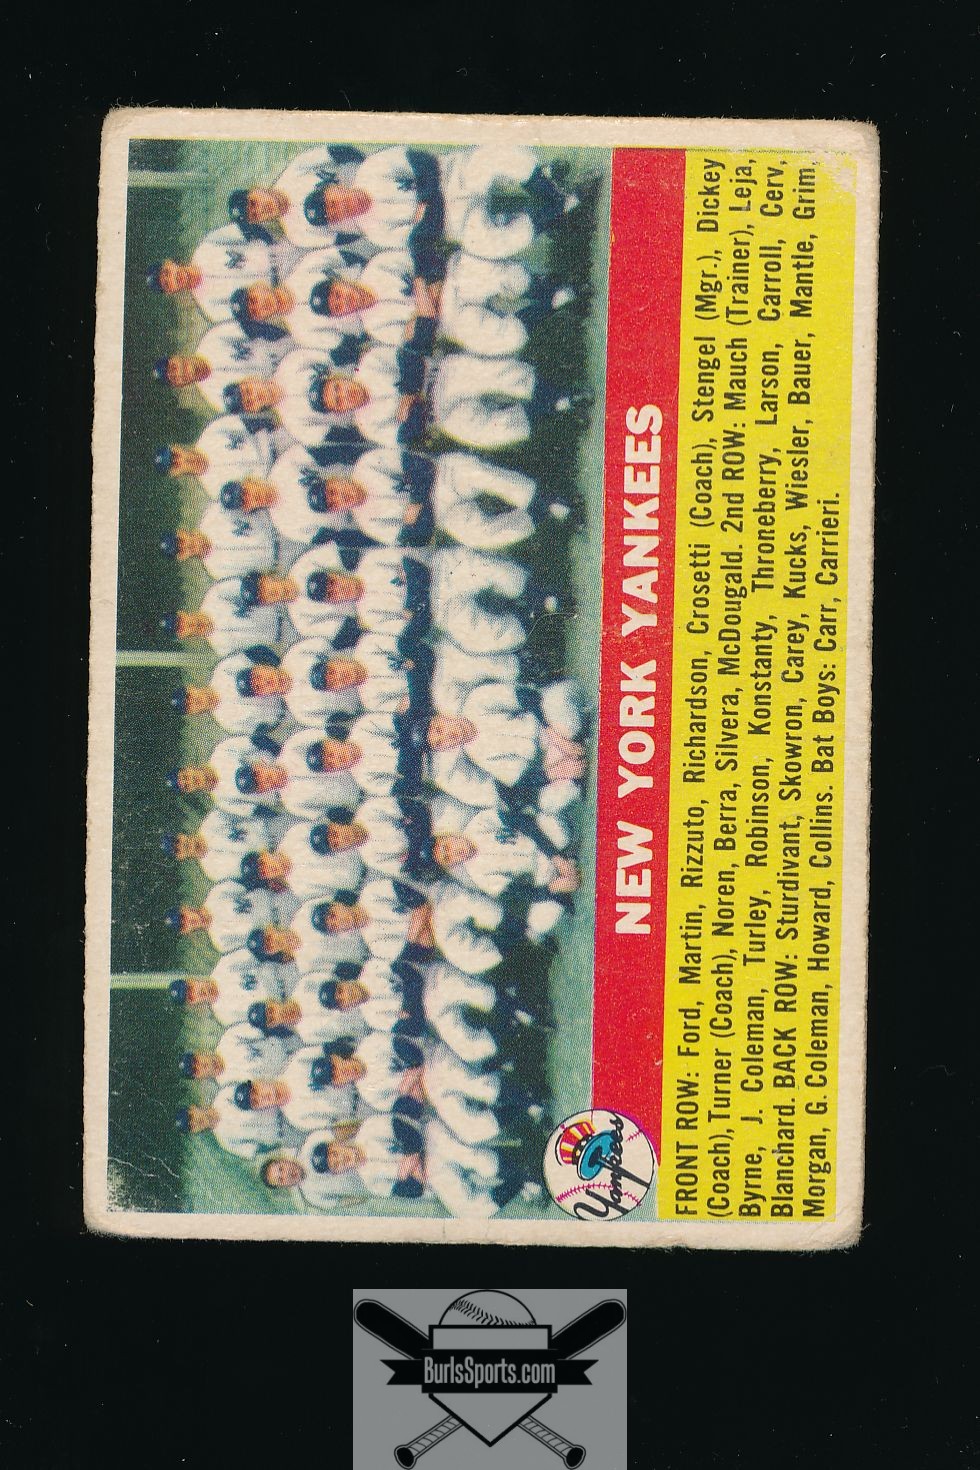 NEW YORK YANKEES
Yankees
FRONT ROW: Ford, Martin, Rizzuto, Richardson, Crosetti (Coach), Stengel (Mgr.), Dickey
(Coach), Turner (Coach), Noren, Berra, Silvera, McDougald. 2nd ROW: Mauch (Trainer), Leja,
Byrne, J. Coleman, Turley, Robinson, Konstanty, Throneberry, Larson, Carroll, Cerv,
Blanchard. BACK ROW: Sturdivant, Skowron, Carey, Kucks, Wiesler, Bauer, Mantle, Grim,
Morgan, G. Coleman, Howard, Collins. Bat Boys: Carr, Carrieri.
BurlsSports.com